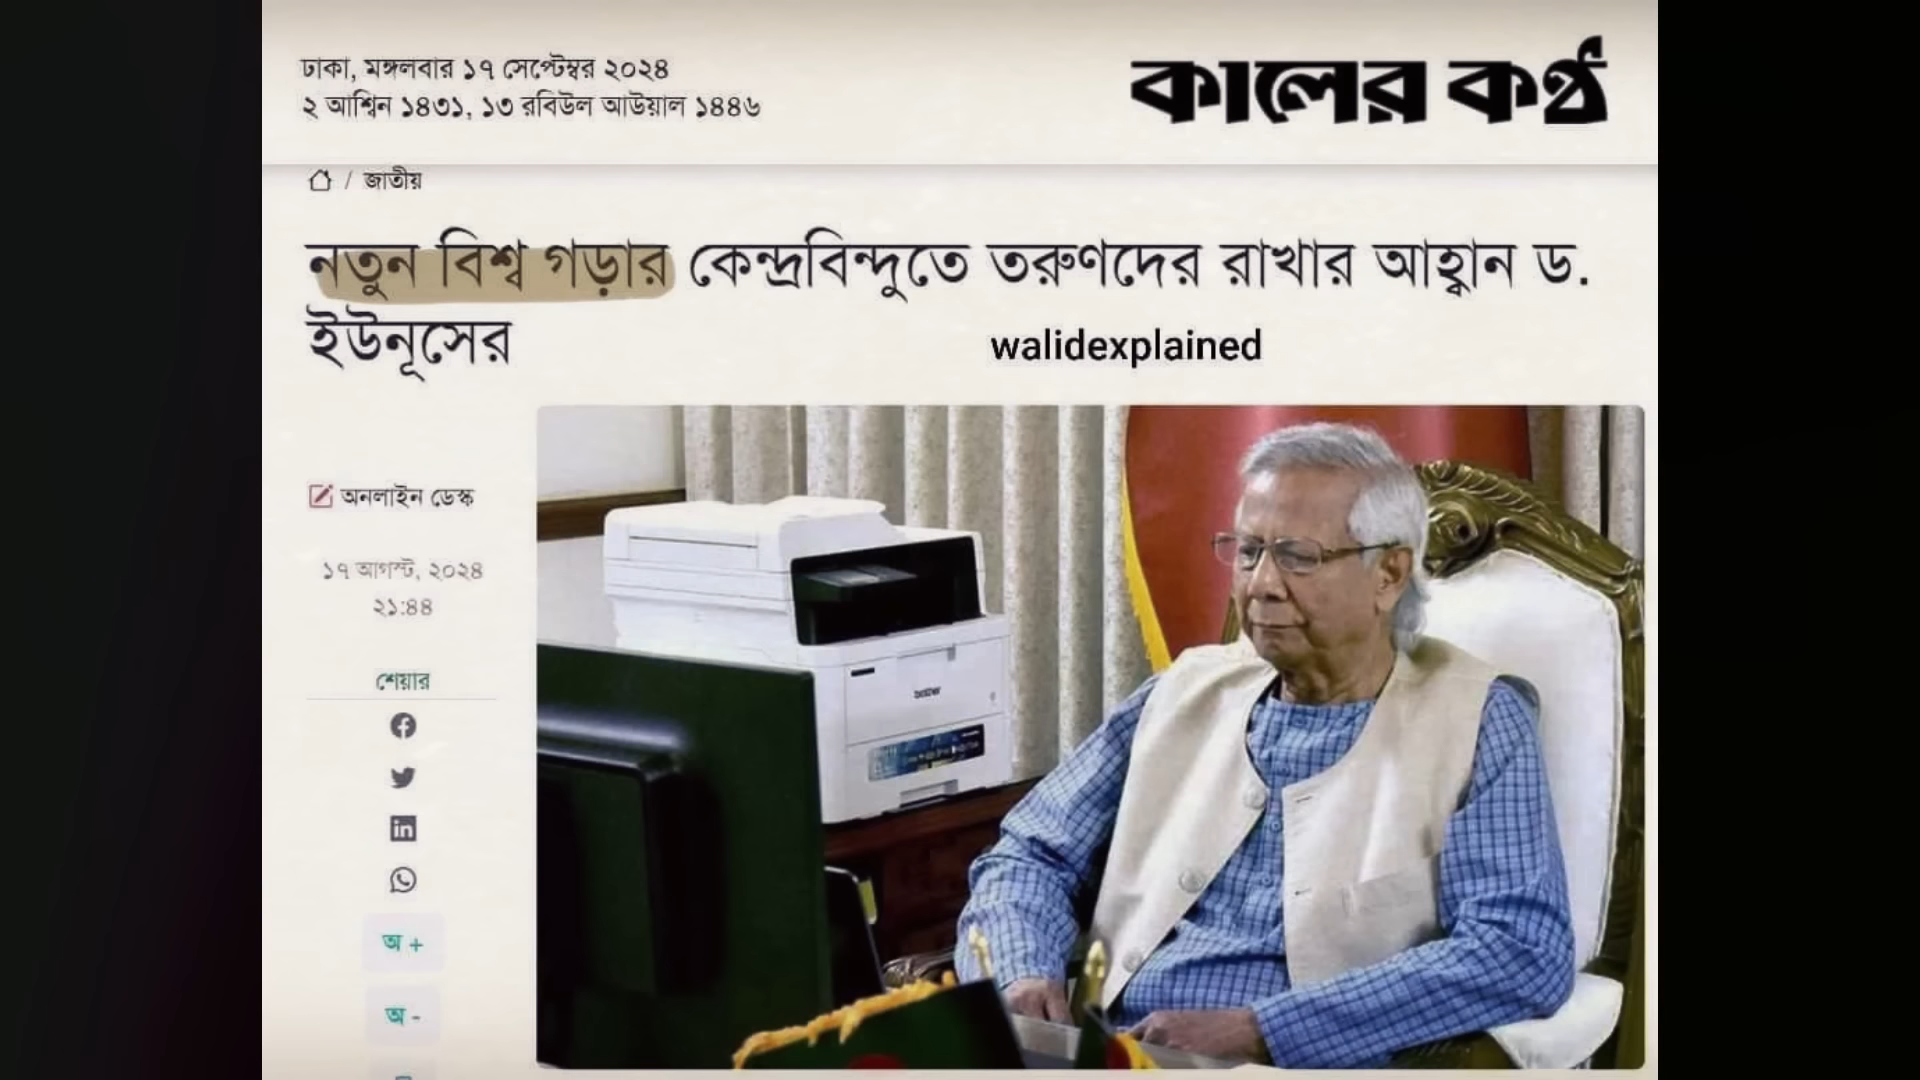 ঢাকা, মঙ্গলবার ১৭ সেপ্টেম্বর ২০২৪
২ আশ্বিন ১৪৩১, ১৩ রবিউল আউয়াল ১৪৪৬
কালের কণ্ঠ
/ জাতীয়
নতুন বিশ্ব গড়ার কেন্দ্রবিন্দুতে তরুণদের রাখার আহ্বান ড.
ইউনূসের
walidexplained
অনলাইন ডেস্ক
১৭ আগস্ট, ২০২৪
২১:৪৪
শেয়ার
অ +
অ -
brother